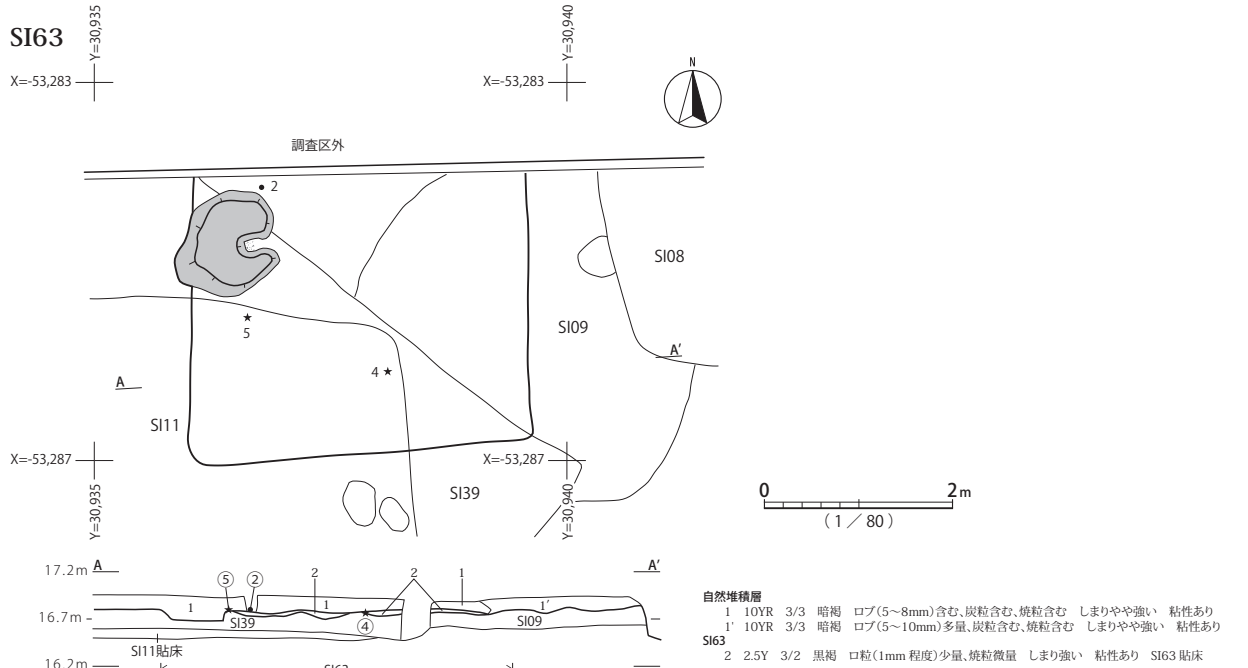 SI63
Y=30,935
Y=30,940
X=-53,283
X=-53,283
N
調査区外
2
SI08
5
SI09
A'
4
A
SI11
X=-53,287
X=-53,287
SI39
Y=30,935
Y=30,940
0 2m
(1／80)
17.2m A A'
⑤ ② 2 2 1
1 1 1'
16.7m SI39 ④ SI09
SI11貼床
16.2m
自然堆積層
1 10YR 3/3 暗褐 ロブ(5～8mm)含む、炭粒含む、焼粒含む しまりやや強い 粘性あり
1' 10YR 3/3 暗褐 ロブ(5～10mm)多量、炭粒含む、焼粒含む しまりやや強い 粘性あり
SI63
2 2.5Y 3/2 黒褐 ロ粒(1mm 程度)少量、焼粒微量 しまり強い 粘性あり SI63 貼床